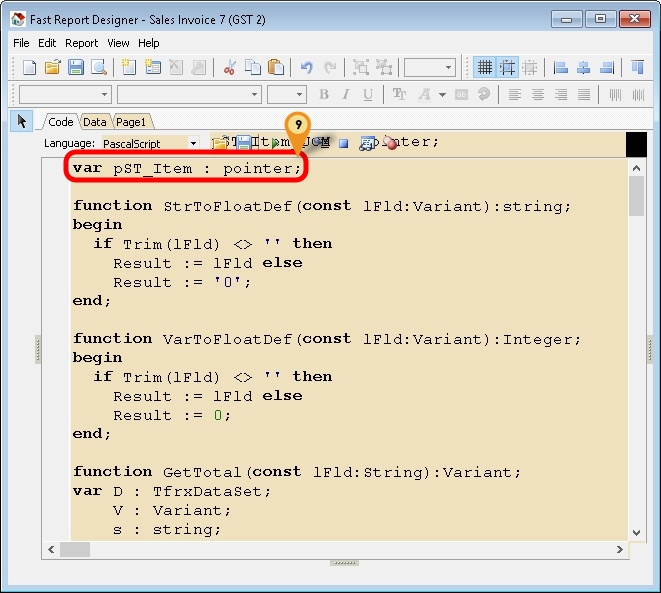 Fast Report Designer - Sales Invoice 7 (GST 2)
File Edit Report View Help
B I U
Code Data Page1
9
Language: PascalScript
pointer;
var pST_Item : pointer;
function StrToFloatDef(const lFld:Variant):string;
begin
if Trim(lFld) <> '' then
Result := lFld else
Result := '0';
end;
function VarToFloatDef(const lFld:Variant):Integer;
begin
if Trim(lFld) <> '' then
Result := lFld else
Result := 0;
end;
function GetTotal(const lFld:String):Variant;
var D : TfrxDataSet;
V : Variant;
s : string;